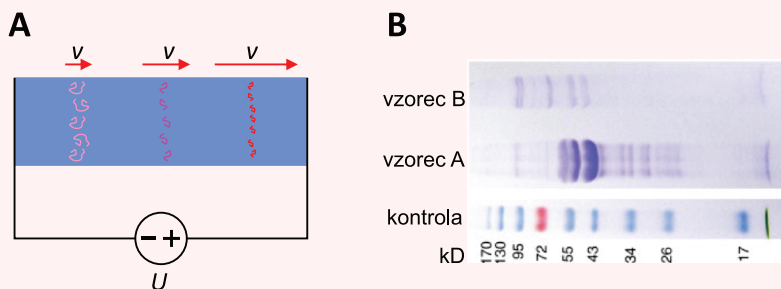 A
v v v
− +
U
B
vzorec B
vzorec A
kontrola
kD 170 130 95 72 55 43 34 26 17